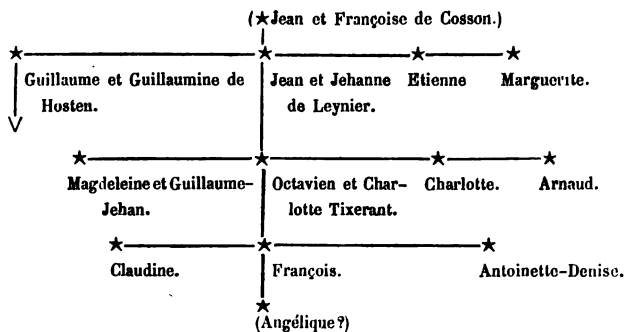 (★Jean et Françoise de Cosson.)
Guillaume et Guillaumine de Hosten.
Jean et Jehanne de Leynier.
Etienne
Marguerite.
Magdeleine et Guillaume-Jehan.
Octavien et Charlotte Tixerant.
Charlotte.
Arnaud.
Claudine.
François.
Antoinette-Denise.
(Angélique?)